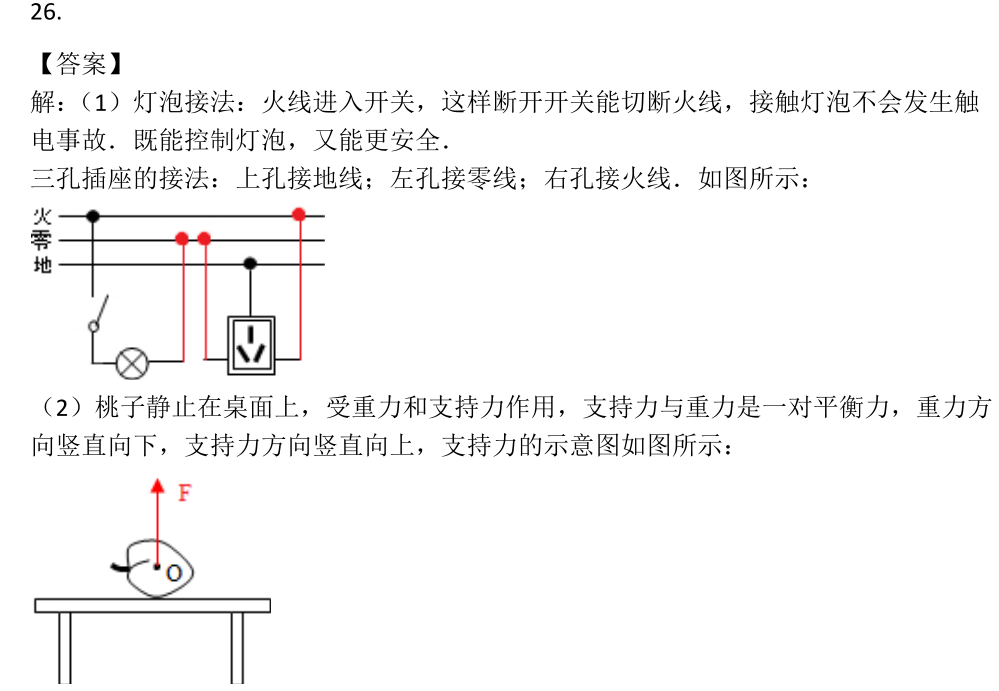 26.
【答案】
解：（1）灯泡接法：火线进入开关，这样断开开关能切断火线，接触灯泡不会发生触
电事故．既能控制灯泡，又能更安全．
三孔插座的接法：上孔接地线；左孔接零线；右孔接火线．如图所示：
火
零
地
（2）桃子静止在桌面上，受重力和支持力作用，支持力与重力是一对平衡力，重力方
向竖直向下，支持力方向竖直向上，支持力的示意图如图所示：
F
O